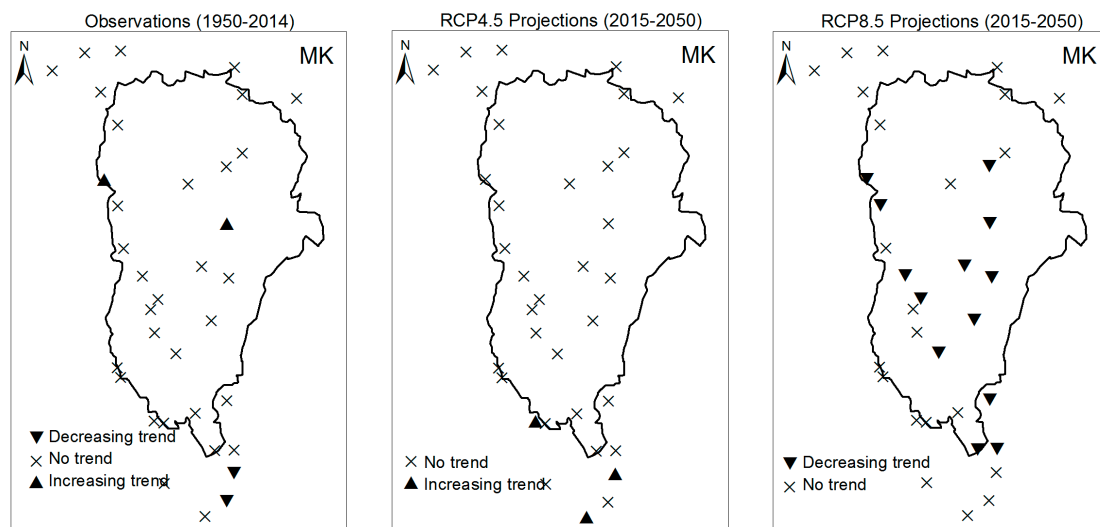 Observations (1950-2014)
N
MK
Decreasing trend
No trend
Increasing trend
RCP4.5 Projections (2015-2050)
N
MK
No trend
Increasing trend
RCP8.5 Projections (2015-2050)
N
MK
Decreasing trend
No trend